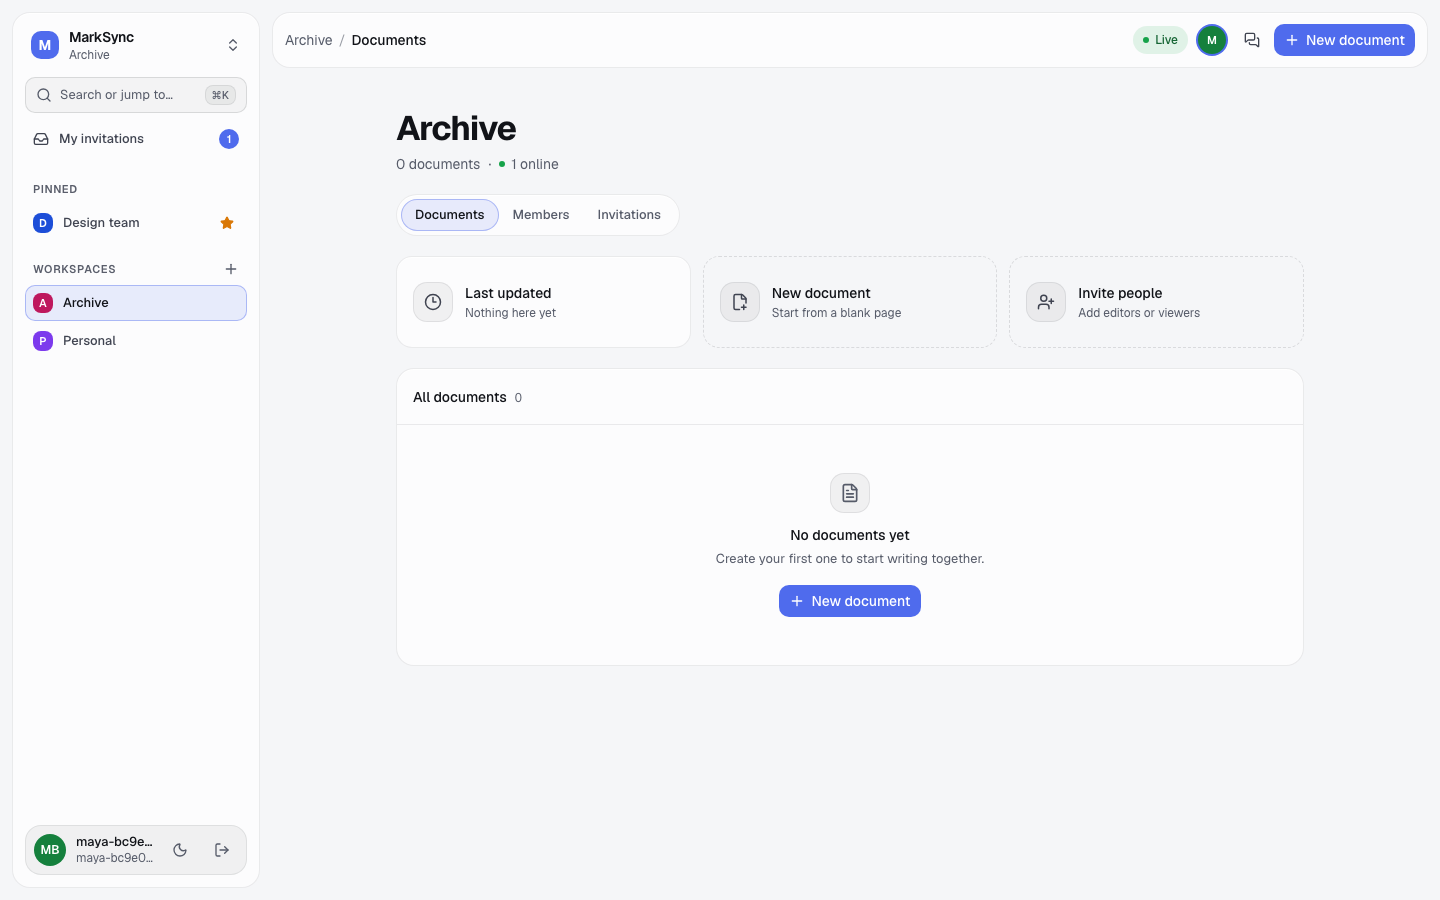 M
MarkSync
Archive
Search or jump to…
⌘K
My invitations
1
PINNED
D
Design team
WORKSPACES
A
Archive
P
Personal
MB
maya-bc9e…
maya-bc9e0…
Archive / Documents
Live
M
New document
Archive
0 documents · 1 online
Documents
Members
Invitations
Last updated
Nothing here yet
New document
Start from a blank page
Invite people
Add editors or viewers
All documents 0
No documents yet
Create your first one to start writing together.
New document